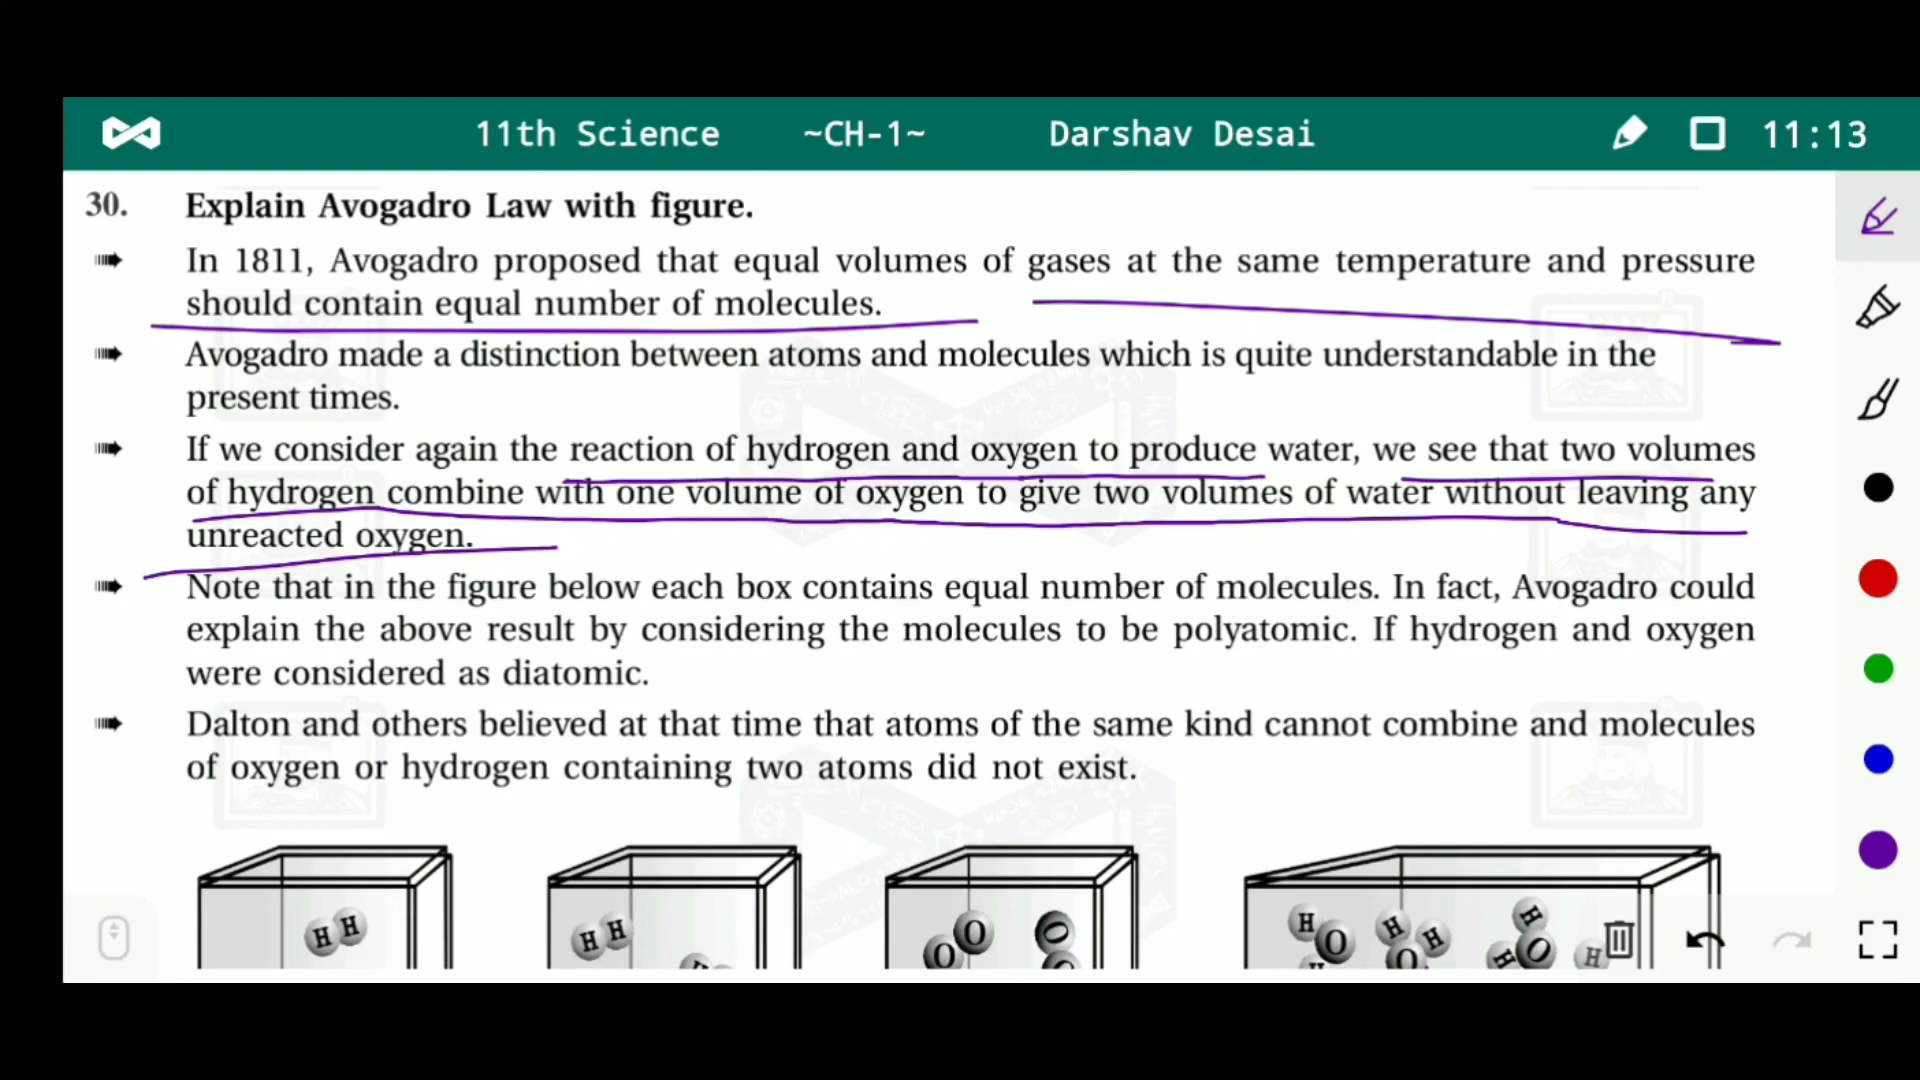 11th Science ~CH-1~ Darshav Desai 11:13
30. Explain Avogadro Law with figure.
In 1811, Avogadro proposed that equal volumes of gases at the same temperature and pressure
should contain equal number of molecules.
Avogadro made a distinction between atoms and molecules which is quite understandable in the
present times.
If we consider again the reaction of hydrogen and oxygen to produce water, we see that two volumes
of hydrogen combine with one volume of oxygen to give two volumes of water without leaving any
unreacted oxygen.
Note that in the figure below each box contains equal number of molecules. In fact, Avogadro could
explain the above result by considering the molecules to be polyatomic. If hydrogen and oxygen
were considered as diatomic.
Dalton and others believed at that time that atoms of the same kind cannot combine and molecules
of oxygen or hydrogen containing two atoms did not exist.
H H H H O O O H O H H O H H O H